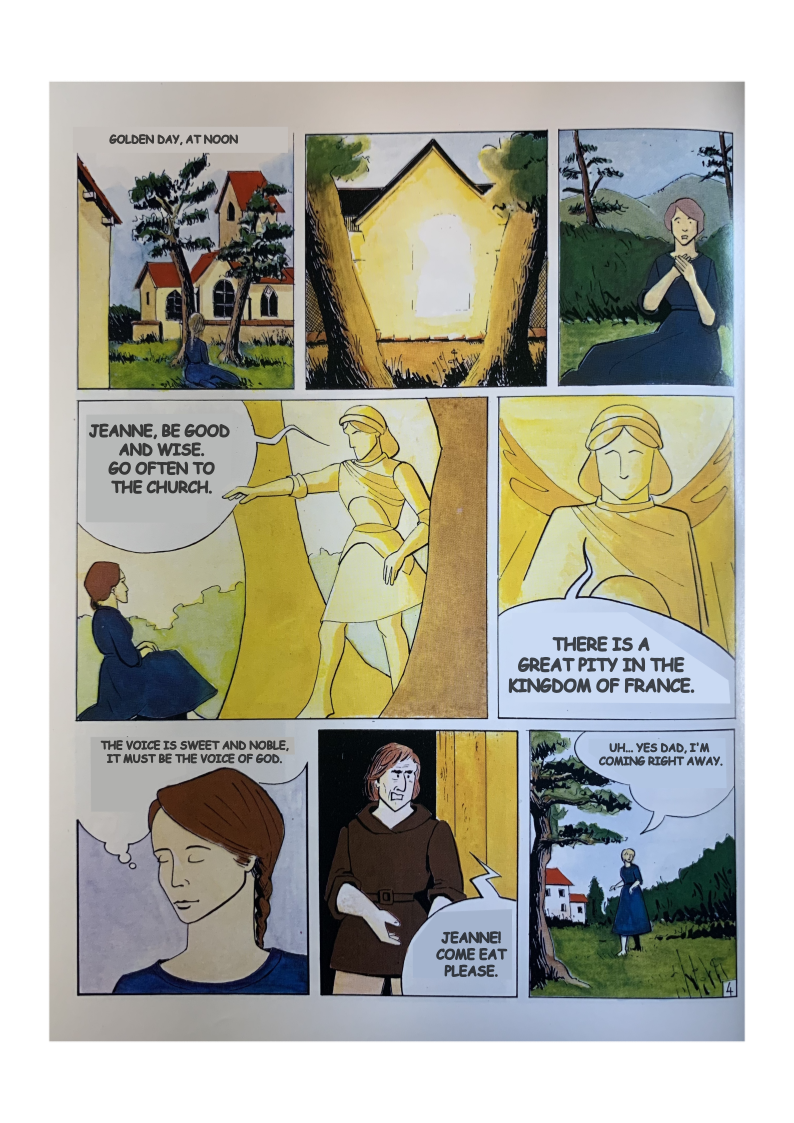 GOLDEN DAY, AT NOON
JEANNE, BE GOOD
AND WISE.
GO OFTEN TO
THE CHURCH.
THERE IS A
GREAT PITY IN THE
KINGDOM OF FRANCE.
THE VOICE IS SWEET AND NOBLE,
IT MUST BE THE VOICE OF GOD.
JEANNE!
COME EAT
PLEASE.
UH... YES DAD, I'M
COMING RIGHT AWAY.
4